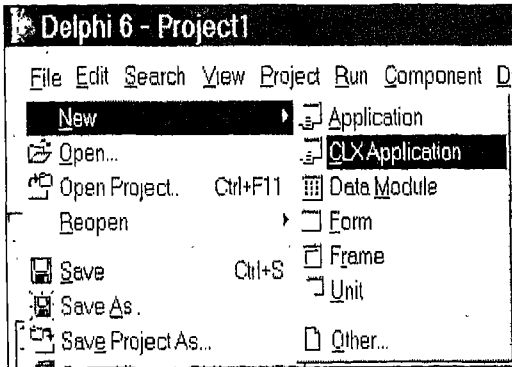 Delphi 6 - Project1
File Edit Search View Project Run Component D
New
Open...
Open Project.. Ctrl+F11
Reopen
Save Ctrl+S
Save As.
Save Project As...
Application
CLX Application
Data Module
Form
Frame
Unit
Other...